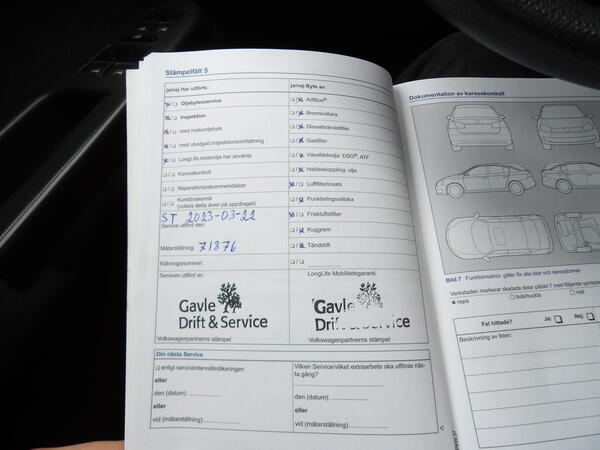 Stämpelfält 5
ja/nej Har utförts:
Oljebytesservice
Inspektion
med motoroljebyte
med utvidgad inspektionsomfattning
LongLife-motorolja har använts
Karosskontroll
Reparationsrekommendation
Kundönskemål
(notera detta även på uppdraget)
ST 2023-03-22
Service utförd den:
Mätarställning: 71876
Räkningsnummer:
Servicen utförd av:
Gavle
Drift & Service
Volkswagenpartnerns stämpel
ja/nej Byte av:
AdBlue®
Bromsvätska
Dieselbränslefilter
Gasfilter
Växellådsolja: DSG®, ATF
Haldexkoppling: olja
Luftfilterinsats
Punkteringsvätska
Friskluftsfilter
Kuggrem
Tändstift
LongLife Mobilitetsgaranti:
Gavle
Drift & Service
Volkswagenpartnerns stämpel
Din nästa Service
enligt serviceintervallindikeringen
eller
den (datum)
eller
vid (mätarställning)
Vilken Service/vilket extraarbete ska utföras näs-
ta gång?
den (datum)
eller
vid (mätarställning)
Dokumentation av karosskontroll
Bild 7 Funktionsskiss: gäller för alla bilar och karossformer
Verkstaden markerar skadade delar på bild 7 med följande symboler
x repa
bula/buckla
rost
Fel hittade? Ja: Nej:
Beskrivning av felen: